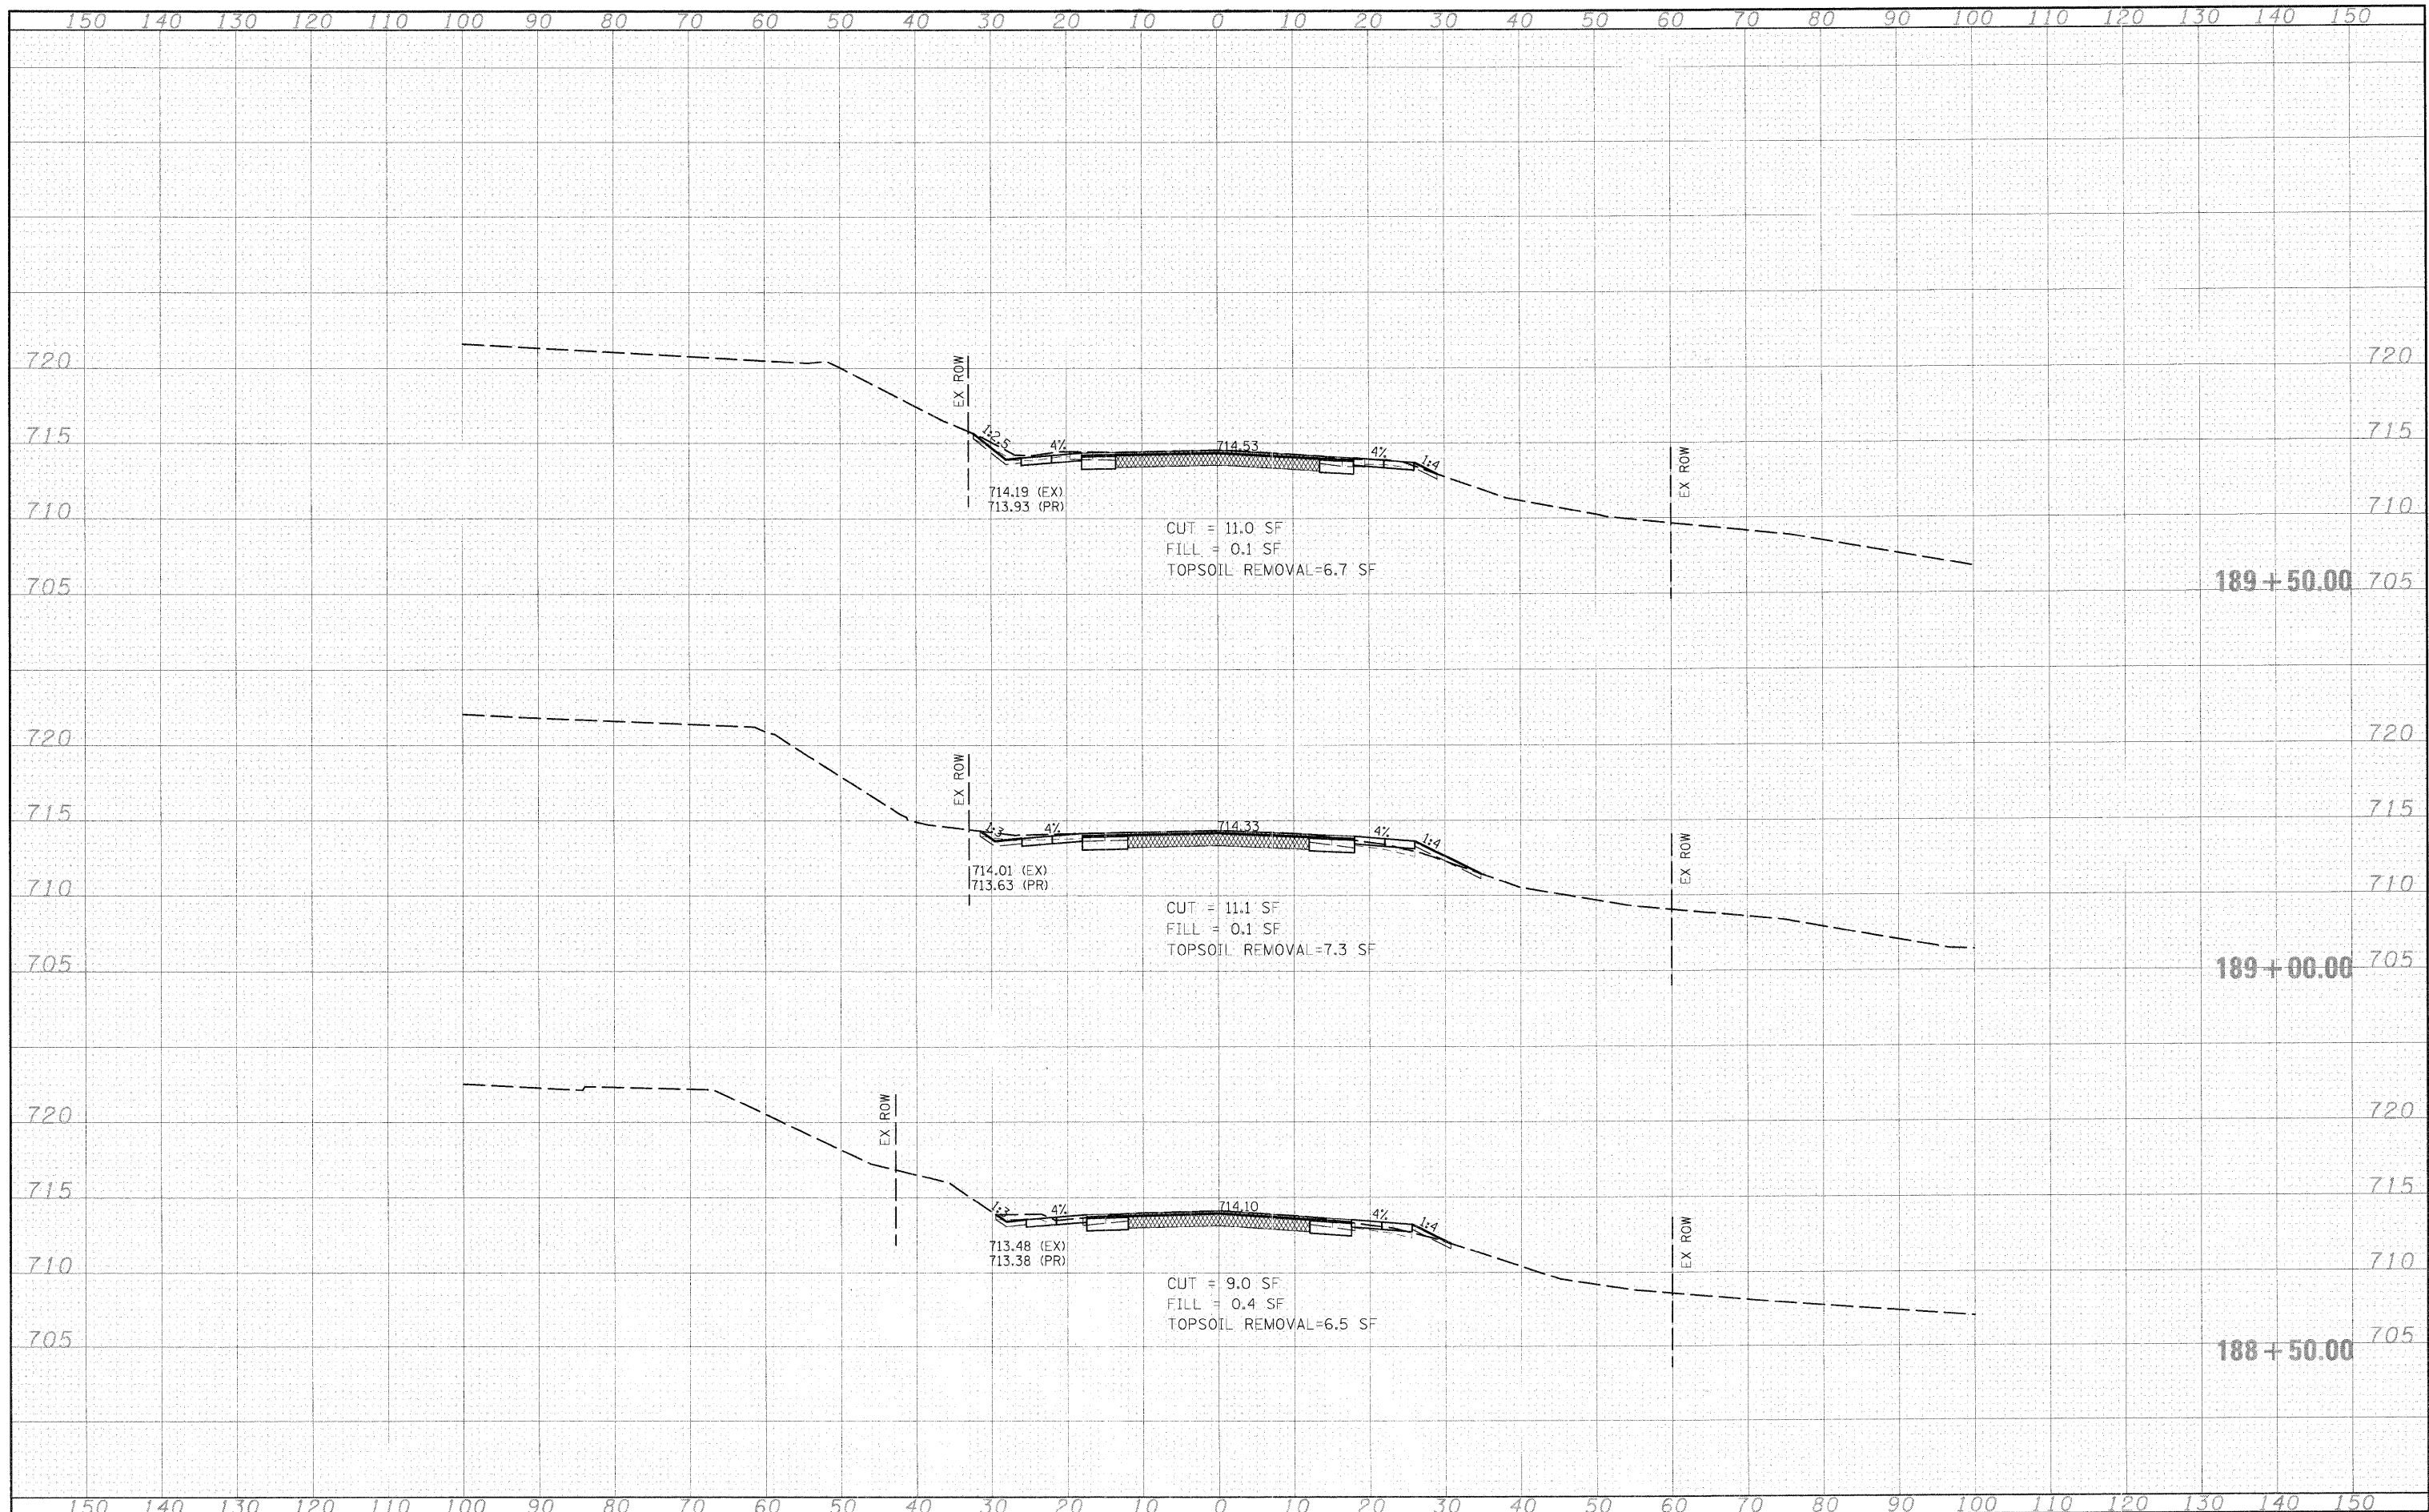 150 140 130 120 110 100 90 80 70 60 50 40 30 20 10 0 10 20 30 40 50 60 70 80 90 100 110 120 130 140 150
720 EX ROW 720
715 1:2.5 4% 714.53 4% 1:4 EX ROW 715
714.19 (EX)
713.93 (PR)
710 710
CUT = 11.0 SF
FILL = 0.1 SF
TOPSOIL REMOVAL=6.7 SF
705 189+50.00 705
720 EX ROW 720
715 1:3 4% 714.33 4% 1:4 EX ROW 715
714.01 (EX)
713.63 (PR)
710 710
CUT = 11.1 SF
FILL = 0.1 SF
TOPSOIL REMOVAL=7.3 SF
705 189+00.00 705
720 EX ROW 720
715 1:3 4% 714.10 4% 1:4 EX ROW 715
713.48 (EX)
713.38 (PR)
710 710
CUT = 9.0 SF
FILL = 0.4 SF
TOPSOIL REMOVAL=6.5 SF
705 188+50.00 705
150 140 130 120 110 100 90 80 70 60 50 40 30 20 10 0 10 20 30 40 50 60 70 80 90 100 110 120 130 140 150